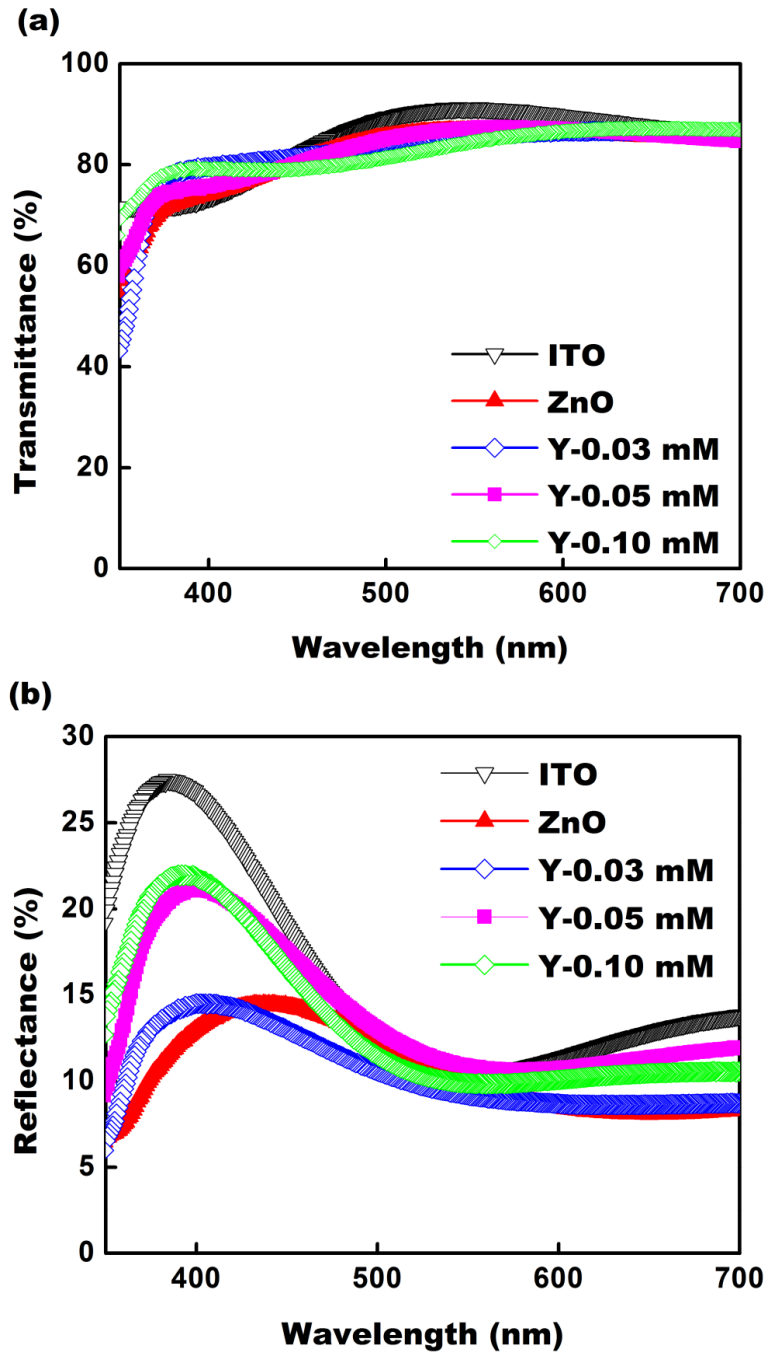 (a)
100
80
60
40
20
0
Transmittance (%)
ITO
ZnO
Y-0.03 mM
Y-0.05 mM
Y-0.10 mM
400 500 600 700
Wavelength (nm)
(b)
30
25
20
15
10
5
0
Reflectance (%)
ITO
ZnO
Y-0.03 mM
Y-0.05 mM
Y-0.10 mM
400 500 600 700
Wavelength (nm)